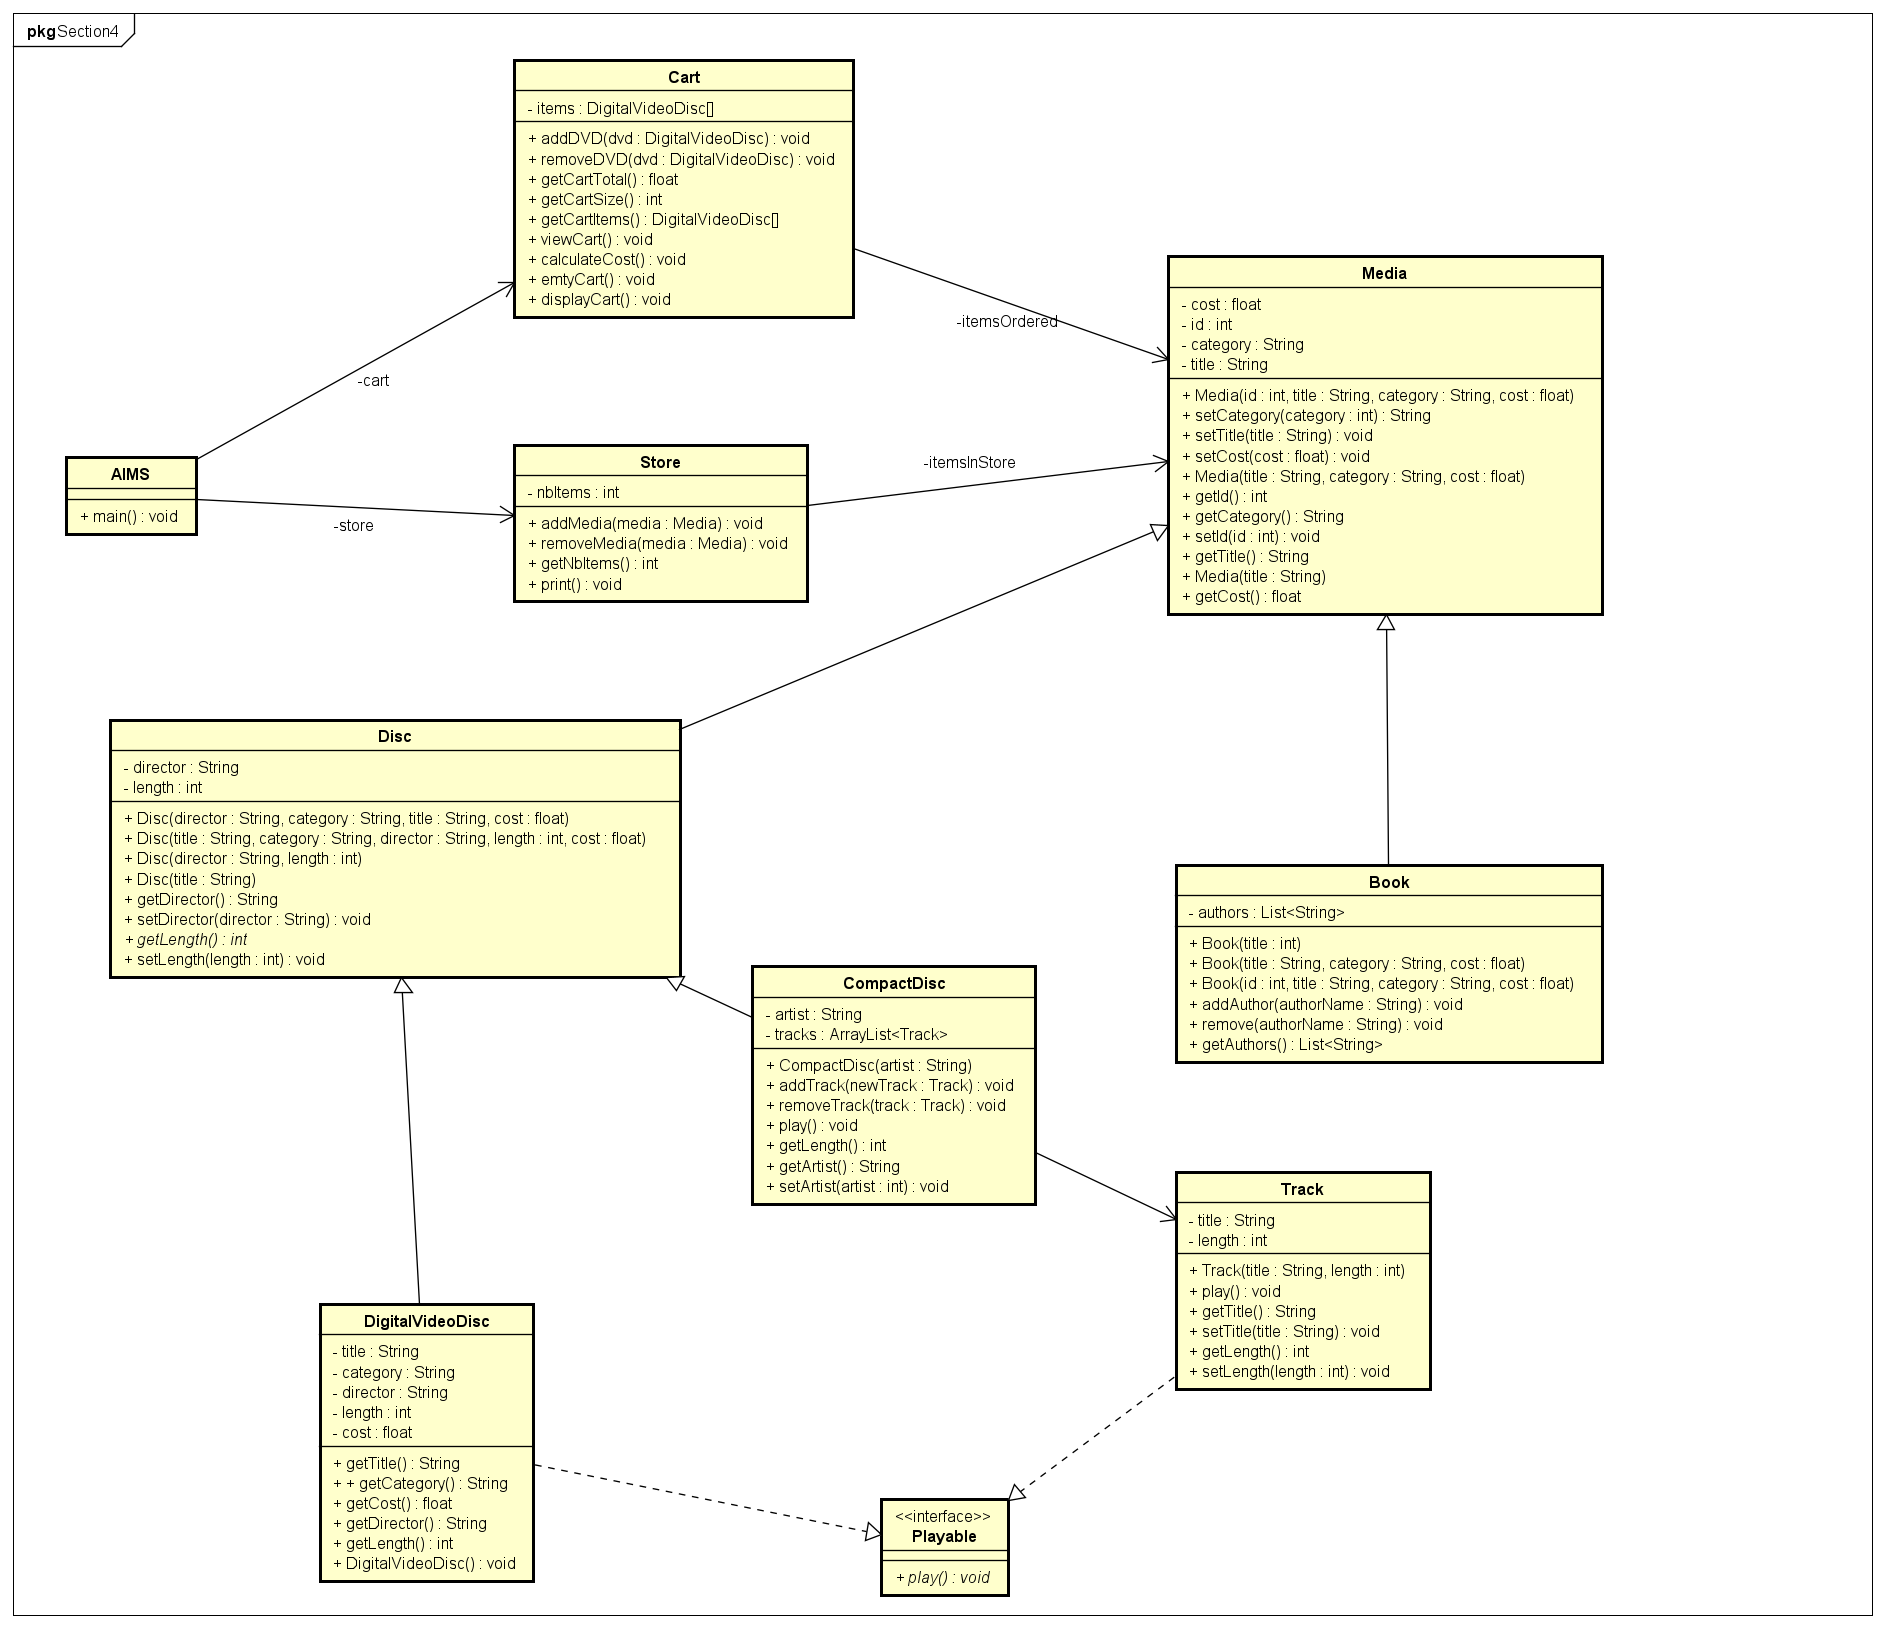 pkg Section4
Cart
- items : DigitalVideoDisc[]
+ addDVD(dvd : DigitalVideoDisc) : void
+ removeDVD(dvd : DigitalVideoDisc) : void
+ getCartTotal() : float
+ getCartSize() : int
+ getCartItems() : DigitalVideoDisc[]
+ viewCart() : void
+ calculateCost() : void
+ emtyCart() : void
+ displayCart() : void
-itemsOrdered
-cart
Media
- cost : float
- id : int
- category : String
- title : String
+ Media(id : int, title : String, category : String, cost : float)
+ setCategory(category : int) : String
+ setTitle(title : String) : void
+ setCost(cost : float) : void
+ Media(title : String, category : String, cost : float)
+ getId() : int
+ getCategory() : String
+ setId(id : int) : void
+ getTitle() : String
+ Media(title : String)
+ getCost() : float
AIMS
+ main() : void
-store
Store
- nbItems : int
+ addMedia(media : Media) : void
+ removeMedia(media : Media) : void
+ getNbItems() : int
+ print() : void
-itemsInStore
Disc
- director : String
- length : int
+ Disc(director : String, category : String, title : String, cost : float)
+ Disc(title : String, category : String, director : String, length : int, cost : float)
+ Disc(director : String, length : int)
+ Disc(title : String)
+ getDirector() : String
+ setDirector(director : String) : void
+ getLength() : int
+ setLength(length : int) : void
Book
- authors : List<String>
+ Book(title : int)
+ Book(title : String, category : String, cost : float)
+ Book(id : int, title : String, category : String, cost : float)
+ addAuthor(authorName : String) : void
+ remove(authorName : String) : void
+ getAuthors() : List<String>
CompactDisc
- artist : String
- tracks : ArrayList<Track>
+ CompactDisc(artist : String)
+ addTrack(newTrack : Track) : void
+ removeTrack(track : Track) : void
+ play() : void
+ getLength() : int
+ getArtist() : String
+ setArtist(artist : int) : void
Track
- title : String
- length : int
+ Track(title : String, length : int)
+ play() : void
+ getTitle() : String
+ setTitle(title : String) : void
+ getLength() : int
+ setLength(length : int) : void
DigitalVideoDisc
- title : String
- category : String
- director : String
- length : int
- cost : float
+ getTitle() : String
+ + getCategory() : String
+ getCost() : float
+ getDirector() : String
+ getLength() : int
+ DigitalVideoDisc() : void
<<interface>>
Playable
+ play() : void